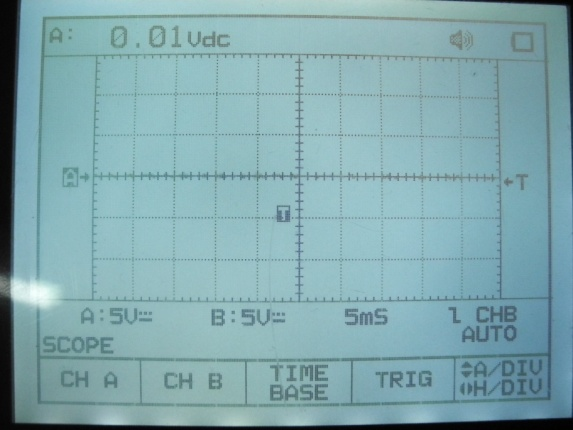 A: 0.01Vdc
A
T
T
A:5V B:5V 5mS 1 CHB
AUTO
SCOPE
CH A CH B TIME BASE TRIG A/DIV H/DIV